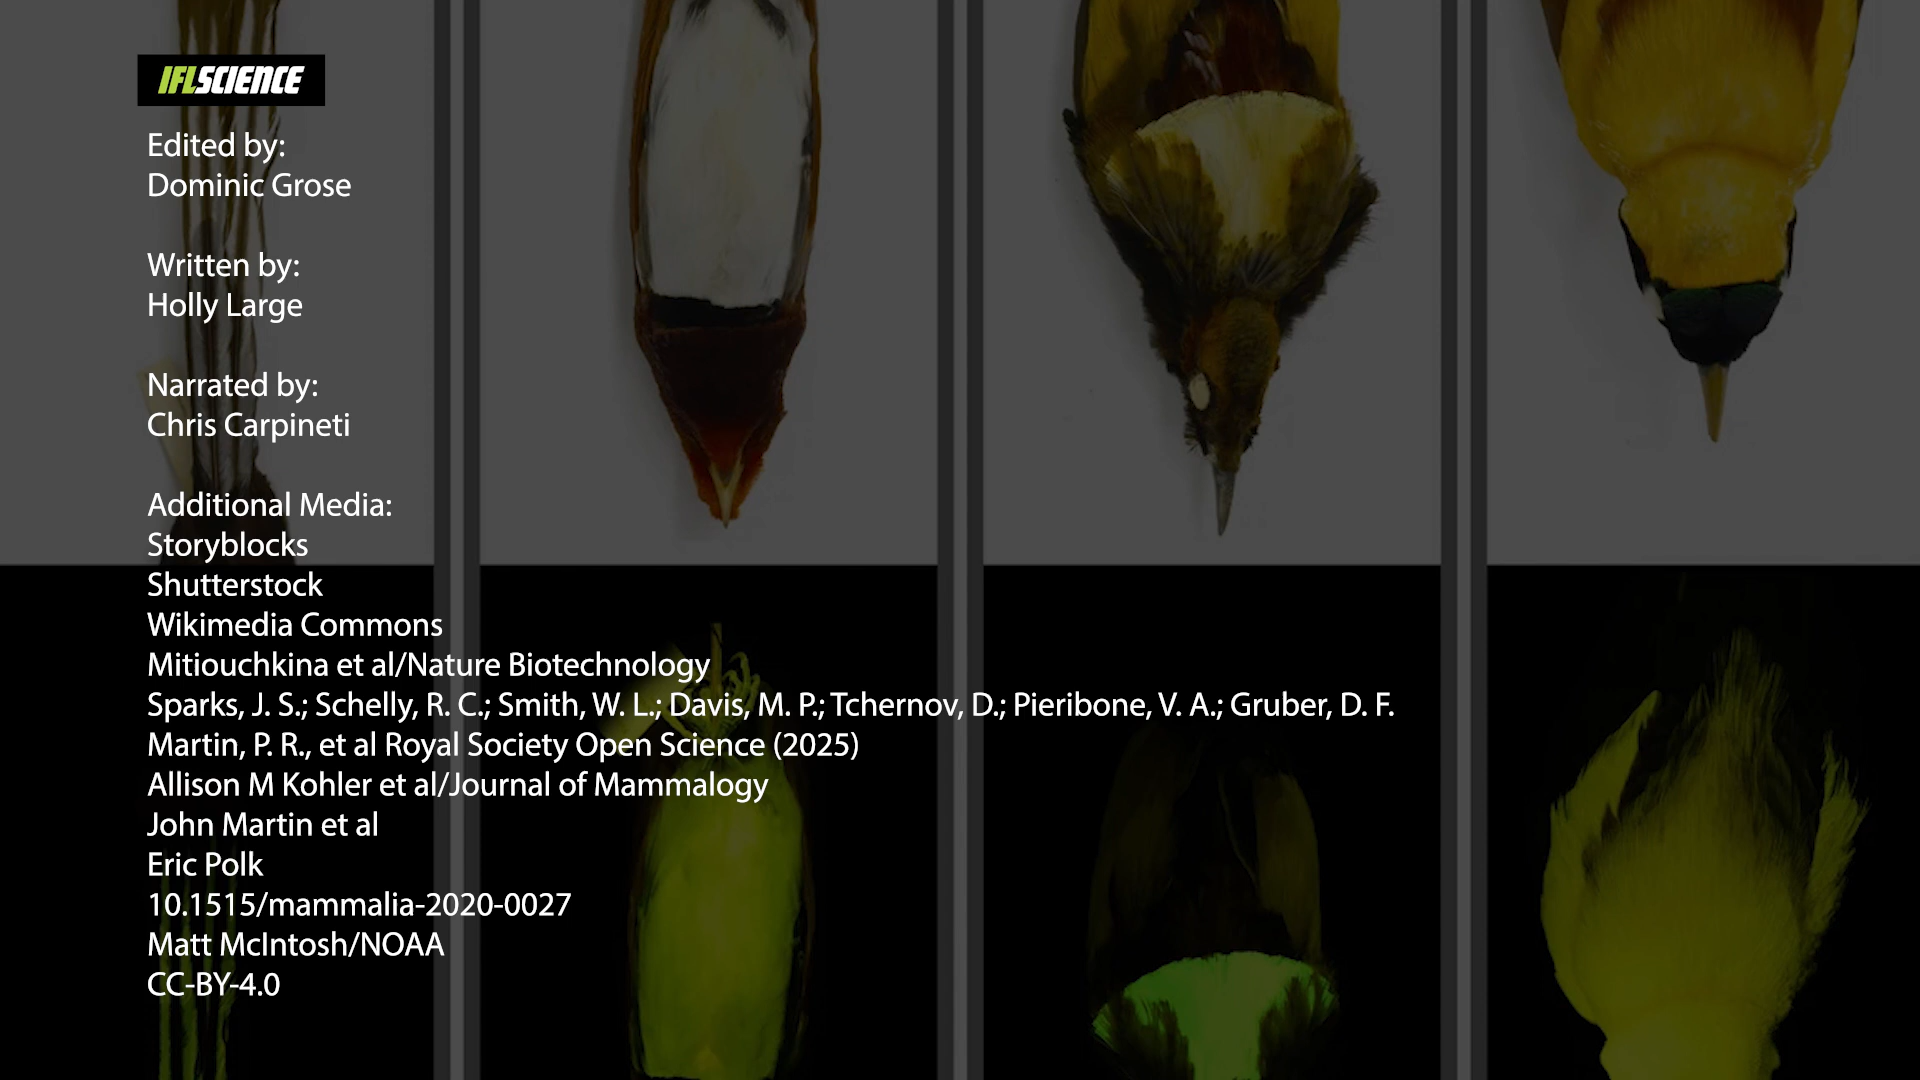 IFLSCIENCE
Edited by:
Dominic Grose
Written by:
Holly Large
Narrated by:
Chris Carpineti
Additional Media:
Storyblocks
Shutterstock
Wikimedia Commons
Mitiouchkina et al/Nature Biotechnology
Sparks, J. S.; Schelly, R. C.; Smith, W. L.; Davis, M. P.; Tchernov, D.; Pieribone, V. A.; Gruber, D. F.
Martin, P. R., et al Royal Society Open Science (2025)
Allison M Kohler et al/Journal of Mammalogy
John Martin et al
Eric Polk
10.1515/mammalia-2020-0027
Matt McIntosh/NOAA
CC-BY-4.0